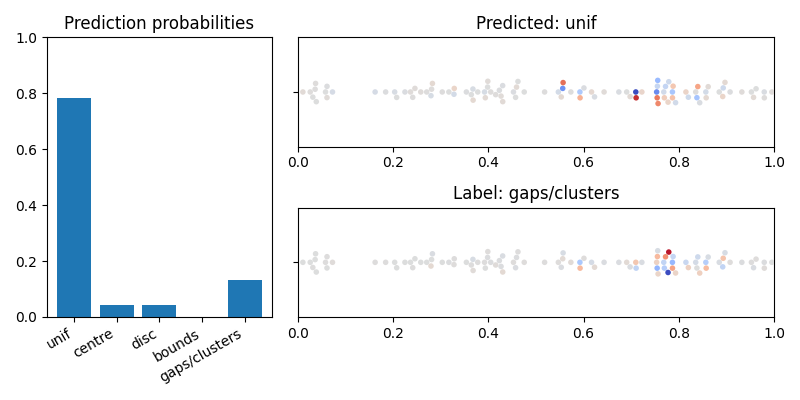 Prediction probabilities
1.0
0.8
0.6
0.4
0.2
0.0
unif
centre
disc
bounds
gaps/clusters
Predicted: unif
0.0 0.2 0.4 0.6 0.8 1.0
Label: gaps/clusters
0.0 0.2 0.4 0.6 0.8 1.0